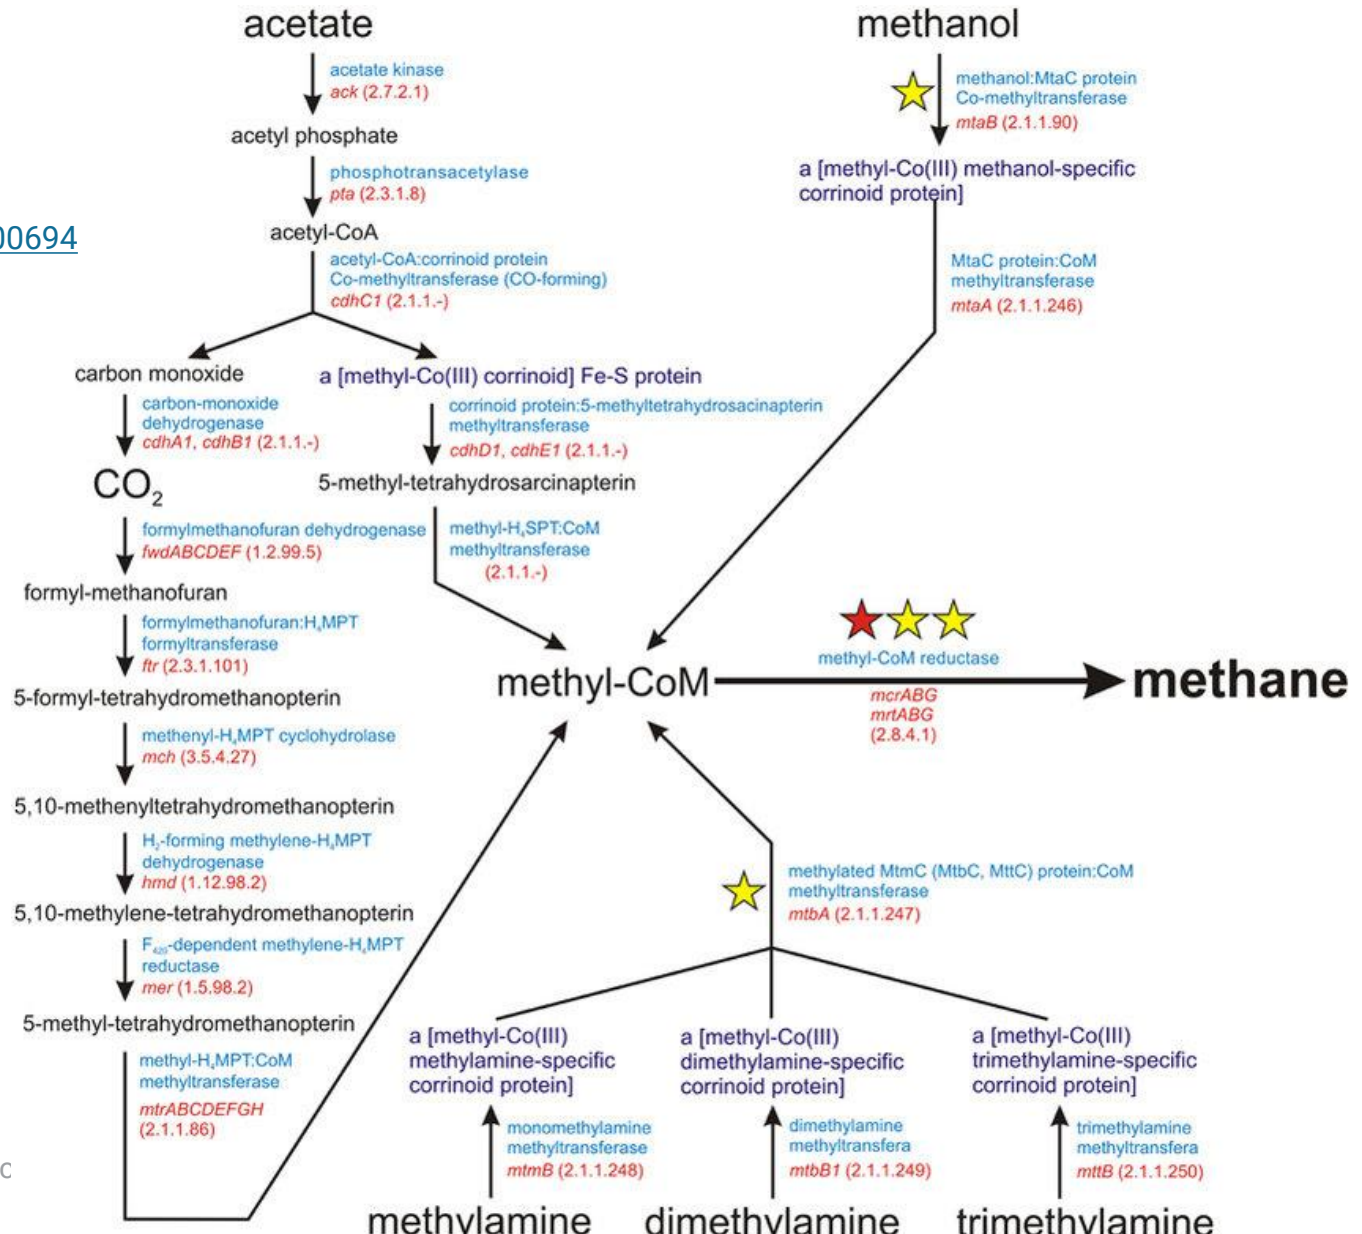 acetate
acetate kinase
ack (2.7.2.1)
acetyl phosphate
phosphotransacetylase
pta (2.3.1.8)
00694
acetyl-CoA
acetyl-CoA:corrinoid protein
Co-methyltransferase (CO-forming)
cdhC1 (2.1.1.-)
carbon monoxide
a [methyl-Co(III) corrinoid] Fe-S protein
carbon-monoxide
dehydrogenase
cdhA1, cdhB1 (2.1.1.-)
corrinoid protein:5-methyltetrahydrosacinapterin
methyltransferase
cdhD1, cdhE1 (2.1.1.-)
CO₂
5-methyl-tetrahydrosarcinapterin
formylmethanofuran dehydrogenase
fwdABCDEF (1.2.99.5)
methyl-H₄SPT:CoM
methyltransferase
(2.1.1.-)
formyl-methanofuran
formylmethanofuran:H₄MPT
formyltransferase
ftr (2.3.1.101)
5-formyl-tetrahydromethanopterin
methenyl-H₄MPT cyclohydrolase
mch (3.5.4.27)
5,10-methenyltetrahydromethanopterin
H₂-forming methylene-H₄MPT
dehydrogenase
hmd (1.12.98.2)
5,10-methylene-tetrahydromethanopterin
F₄₂₀-dependent methylene-H₄MPT
reductase
mer (1.5.98.2)
5-methyl-tetrahydromethanopterin
methyl-H₄MPT:CoM
methyltransferase
mtrABCDEFGH
(2.1.1.86)
methanol
methanol:MtaC protein
Co-methyltransferase
mtaB (2.1.1.90)
a [methyl-Co(III) methanol-specific
corrinoid protein]
MtaC protein:CoM
methyltransferase
mtaA (2.1.1.246)
methyl-CoM
methyl-CoM reductase
mcrABG
mrtABG
(2.8.4.1)
methane
methylated MtmC (MtbC, MttC) protein:CoM
methyltransferase
mtbA (2.1.1.247)
a [methyl-Co(III)
methylamine-specific
corrinoid protein]
monomethylamine
methyltransferase
mtmB (2.1.1.248)
methylamine
a [methyl-Co(III)
dimethylamine-specific
corrinoid protein]
dimethylamine
methyltransfera
mtbB1 (2.1.1.249)
dimethylamine
a [methyl-Co(III)
trimethylamine-specific
corrinoid protein]
trimethylamine
methyltransfera
mttB (2.1.1.250)
trimethylamine